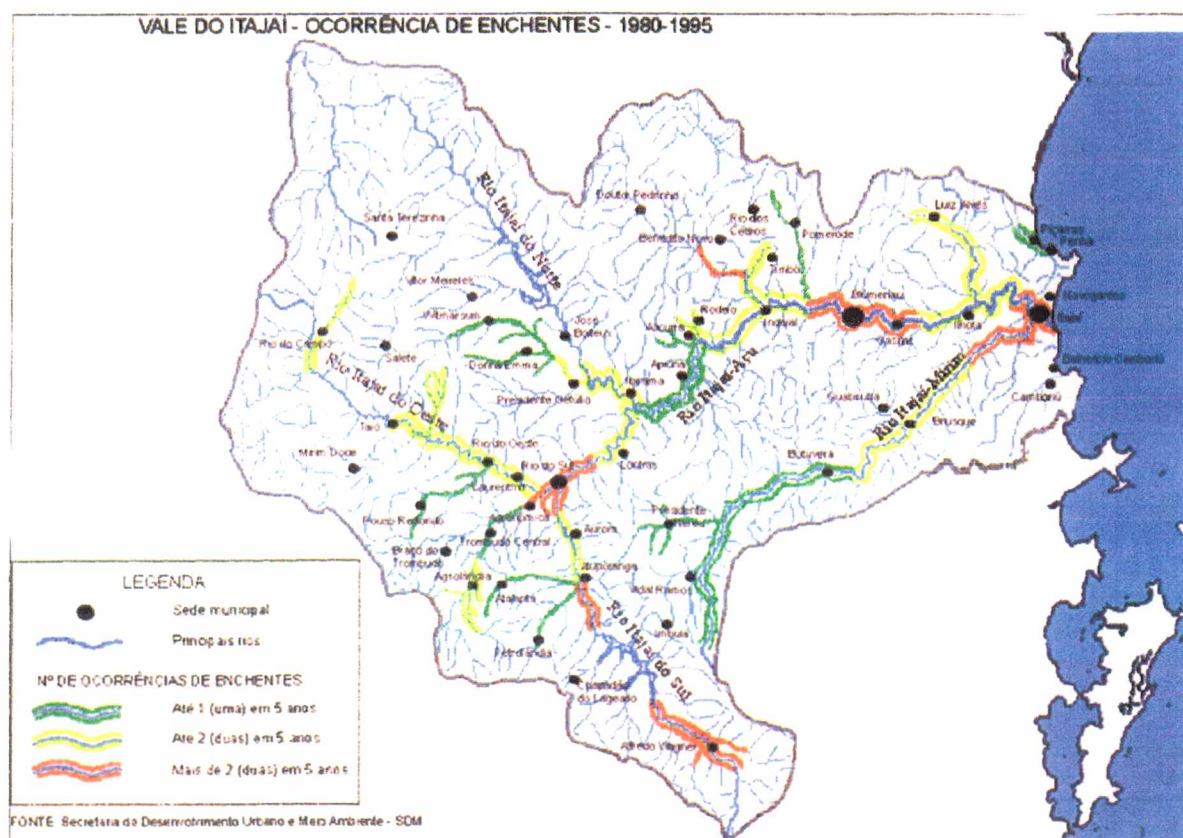 VALE DO ITAJAÍ - OCORRÊNCIA DE ENCHENTES - 1980-1995
Rio Itajaí do Norte
Doutor Pedrinho
Santa Terezinha
Rio dos
Cedros
Benedito Novo
Pomerode
Luiz Alves
Piçarras
Penha
Timbó
Vitor Meireles
Witmarsum
José
Boiteux
Rodeio
Ascurra
Indaial
Blumenau
Gaspar
Ilhota
Navegantes
Itajaí
Rio do Campo
Salete
Dona Emma
Apiúna
Ibirama
Rio Itajaí-Açu
Presidente Getúlio
Balneário Camboriú
Camboriú
Rio Itajaí do Oeste
Guabiruba
Rio Itajaí-Mirim
Brusque
Taió
Rio do Oeste
Mirim Doce
Rio do Sul
Lontras
Botuverá
Laurentino
Pouso Redondo
Agronômica
Presidente
Nereu
Trombudo Central
Aurora
Braço do
Trombudo
Agrolândia
Atalanta
Ituporanga
Vidal Ramos
Rio Itajaí do Sul
Imbuia
Petrolândia
do Lageado
Alfredo Wagner
LEGENDA
Sede municipal
Principais rios
Nº DE OCORRÊNCIAS DE ENCHENTES
Até 1 (uma) em 5 anos
Até 2 (duas) em 5 anos
Mais de 2 (duas) em 5 anos
FONTE Secretaria de Desenvolvimento Urbano e Meio Ambiente - SDM